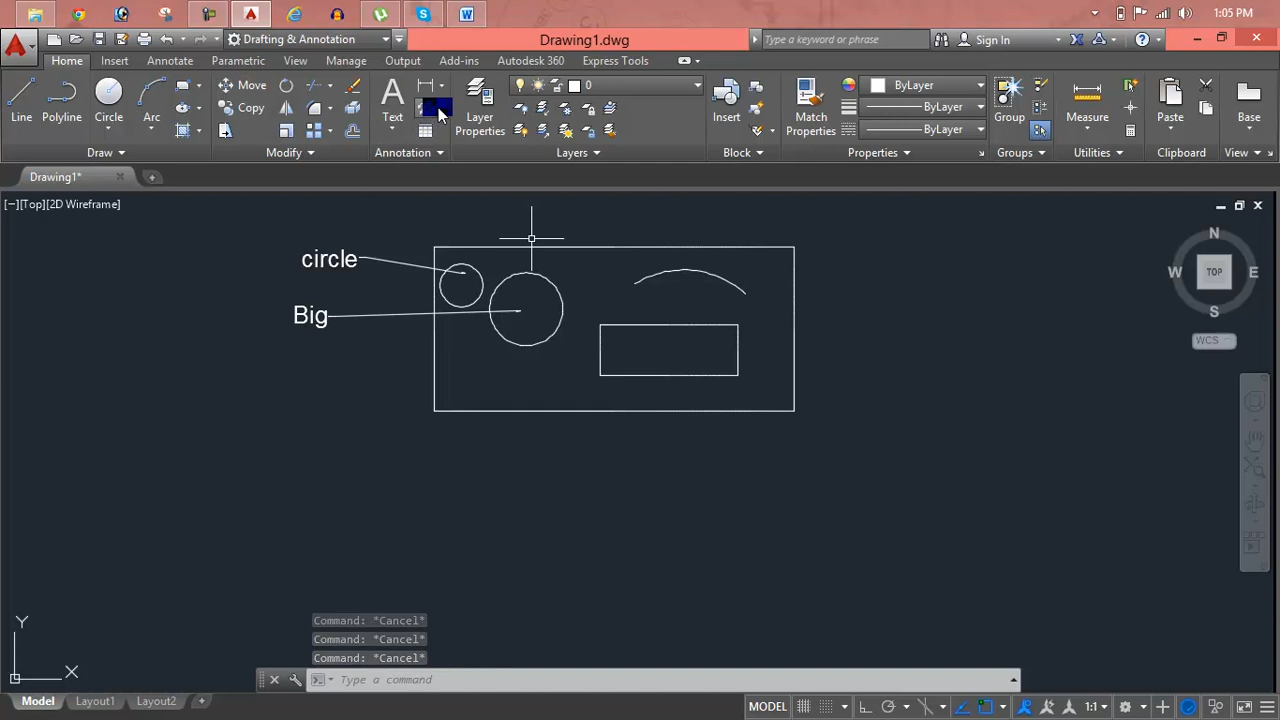 1:05 PM
Drafting & Annotation
Drawing1.dwg
Type a keyword or phrase
Sign In
Home Insert Annotate Parametric View Manage Output Add-ins Autodesk 360 Express Tools
Line Polyline Circle Arc
Move
Copy
Text
Layer Properties
0
Insert
Match Properties
ByLayer
ByLayer
ByLayer
Group
Measure
Paste
Base
Draw Modify Annotation Layers Block Properties Groups Utilities Clipboard View
Drawing1*
[−][Top][2D Wireframe]
N
W TOP E
S
WCS
circle
Big
Y
X
Command: *Cancel*
Command: *Cancel*
Command: *Cancel*
Type a command
Model Layout1 Layout2
MODEL 1:1